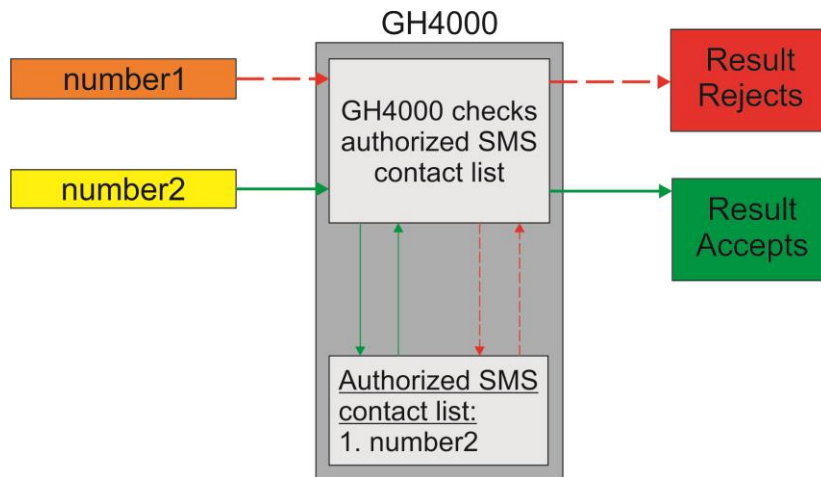 GH4000
number1
GH4000 checks
authorized SMS
contact list
Result
Rejects
number2
Result
Accepts
Authorized SMS
contact list:
1. number2